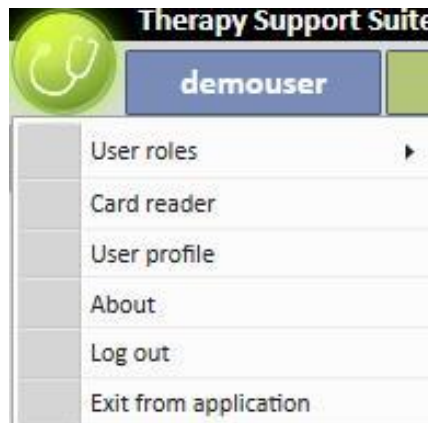 Therapy Support Suite
demouser
User roles
Card reader
User profile
About
Log out
Exit from application